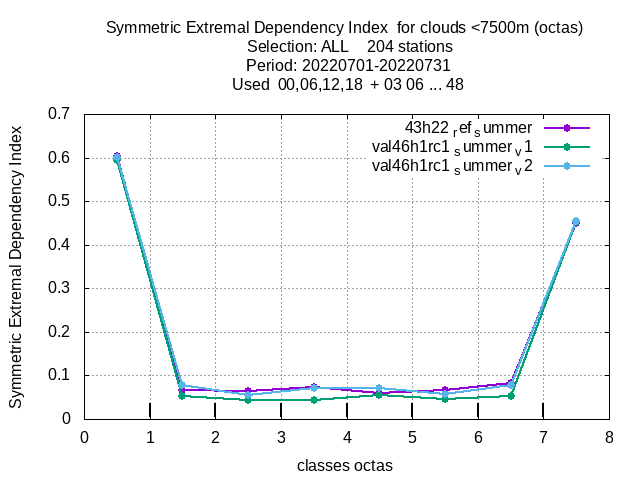 Symmetric Extremal Dependency Index for clouds <7500m (octas)
Selection: ALL 204 stations
Period: 20220701-20220731
Used 00,06,12,18 + 03 06 ... 48
43h22 ref summer
val46h1rc1 summer v1
val46h1rc1 summer v2
Symmetric Extremal Dependency Index
0.7
0.6
0.5
0.4
0.3
0.2
0.1
0
0 1 2 3 4 5 6 7 8
classes octas